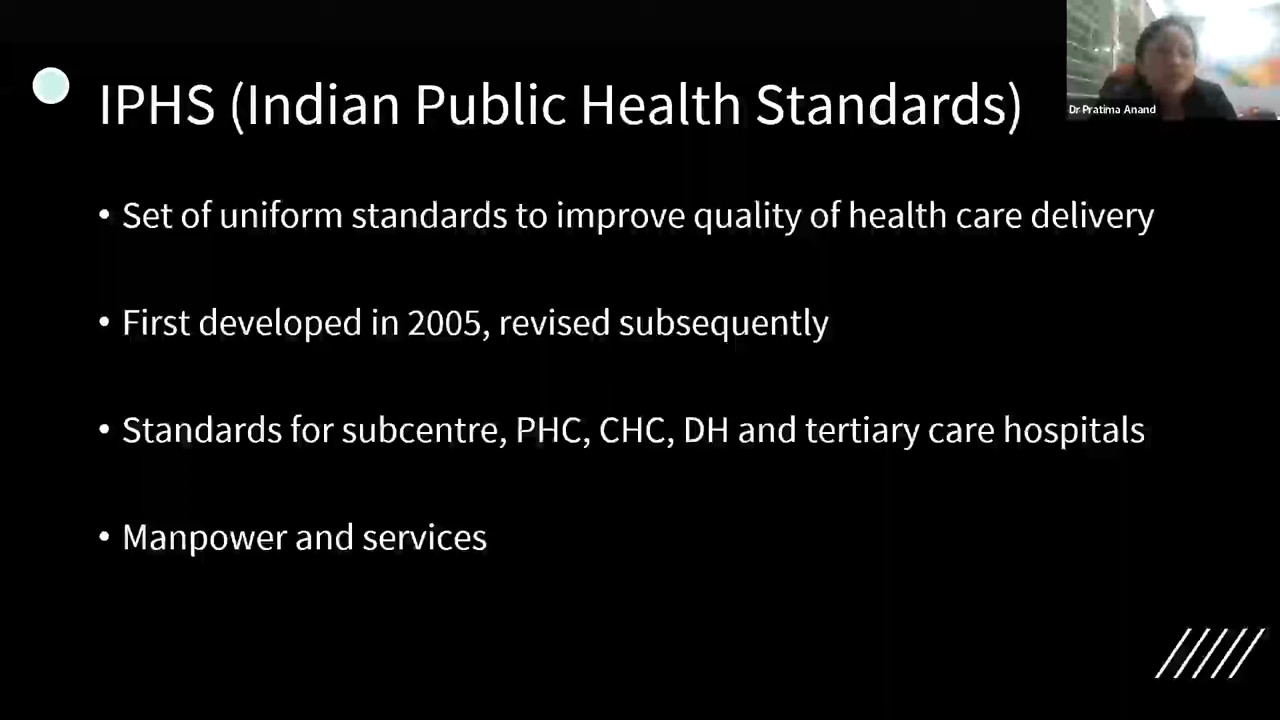 IPHS (Indian Public Health Standards)
Dr Pratima Anand
• Set of uniform standards to improve quality of health care delivery
• First developed in 2005, revised subsequently
• Standards for subcentre, PHC, CHC, DH and tertiary care hospitals
• Manpower and services